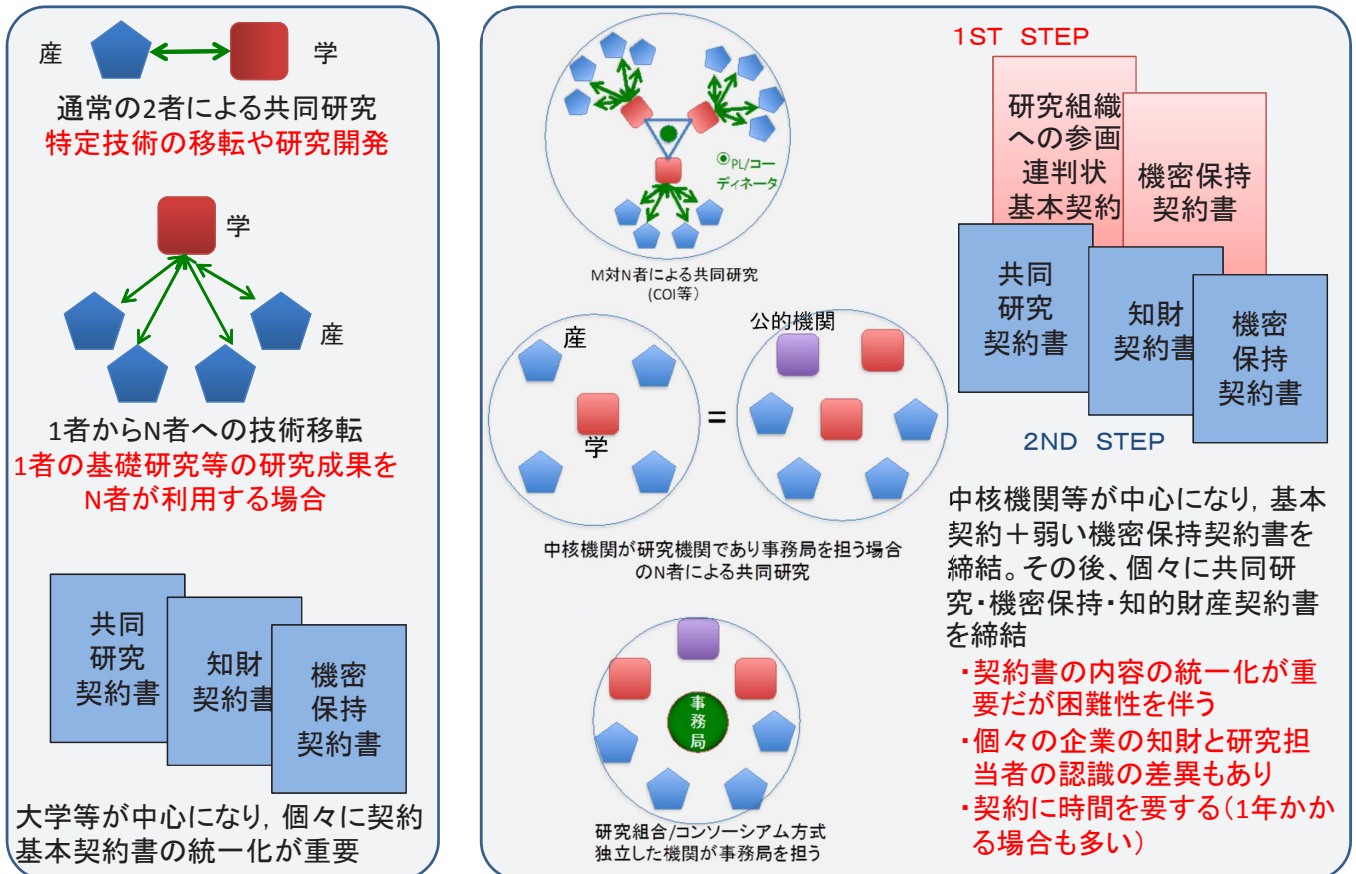 産
学
通常の2者による共同研究
特定技術の移転や研究開発
学
産
1者からN者への技術移転
1者の基礎研究等の研究成果を
N者が利用する場合
共同
研究
契約書
知財
契約書
機密
保持
契約書
大学等が中心になり，個々に契約
基本契約書の統一化が重要
PL/コー
ディネータ
M対N者による共同研究
(COI等）
産
学
=
公的機関
中核機関が研究機関であり事務局を担う場合
のN者による共同研究
事
務
局
研究組合/コンソーシアム方式
独立した機関が事務局を担う
1ST STEP
研究組織
への参画
連判状
基本契約
機密保持
契約書
共同
研究
契約書
知財
契約書
機密
保持
契約書
2ND STEP
中核機関等が中心になり，基本
契約＋弱い機密保持契約書を
締結。その後、個々に共同研
究・機密保持・知的財産契約書
を締結
・契約書の内容の統一化が重
要だが困難性を伴う
・個々の企業の知財と研究担
当者の認識の差異もあり
・契約に時間を要する（1年かか
る場合も多い）